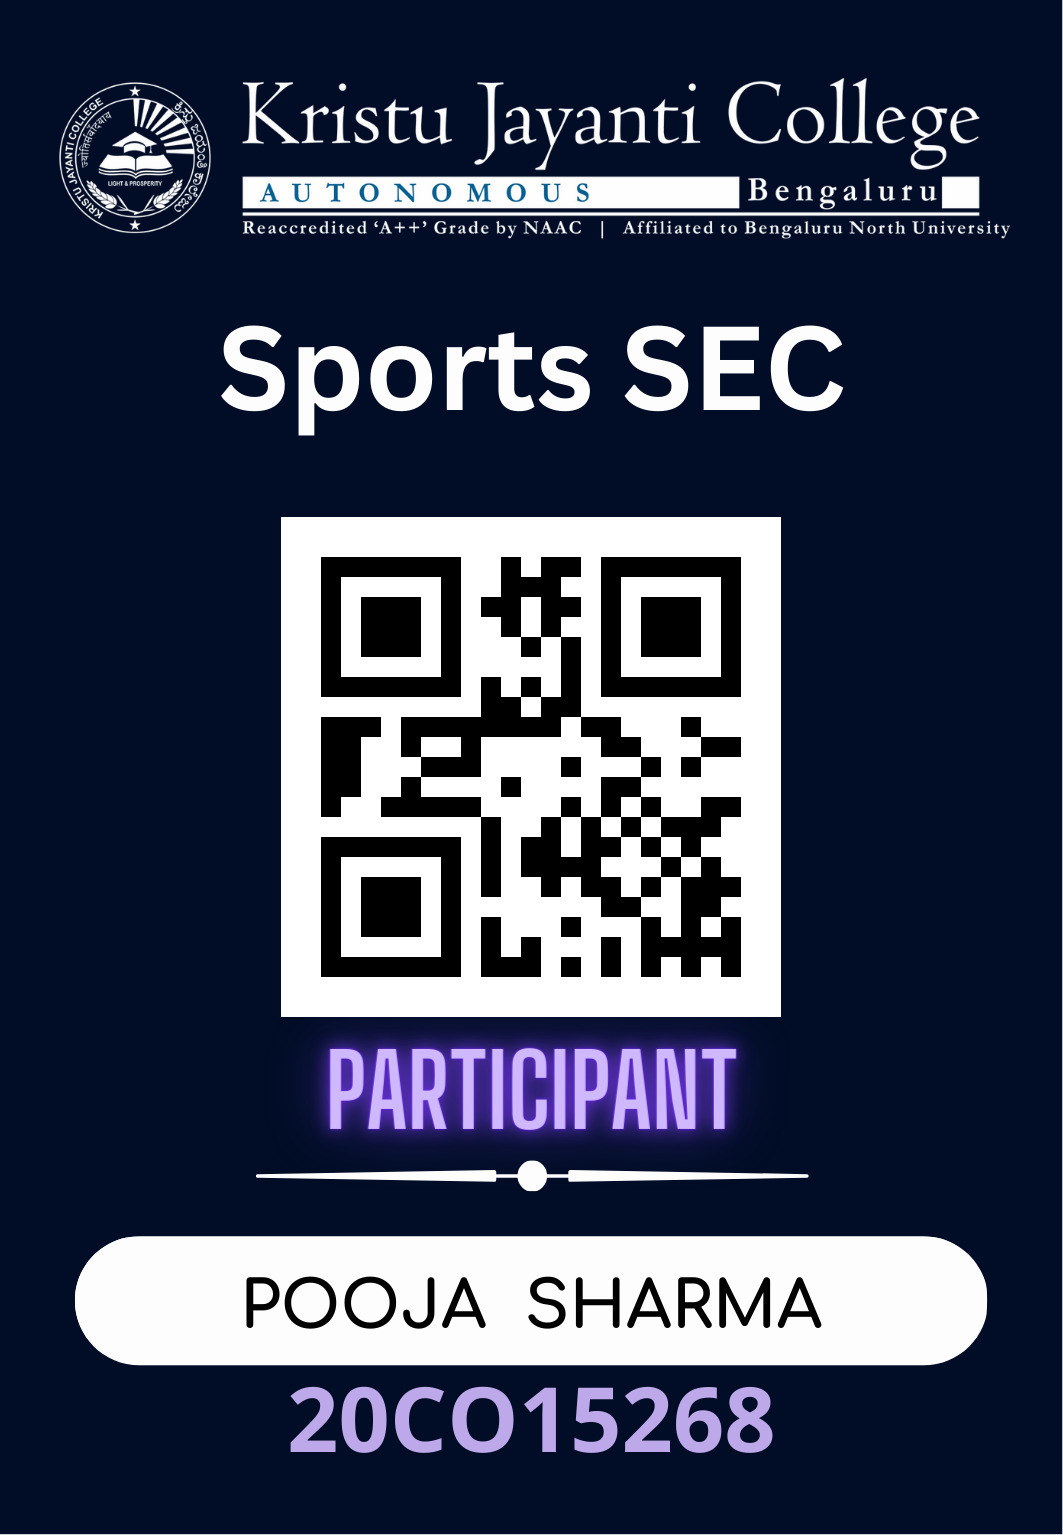 KRISTU JAYANTI COLLEGE
LIGHT & PROSPERITY
Kristu Jayanti College
AUTONOMOUS Bengaluru
Reaccredited ‘A++’ Grade by NAAC | Affiliated to Bengaluru North University
Sports SEC
PARTICIPANT
POOJA SHARMA
20CO15268